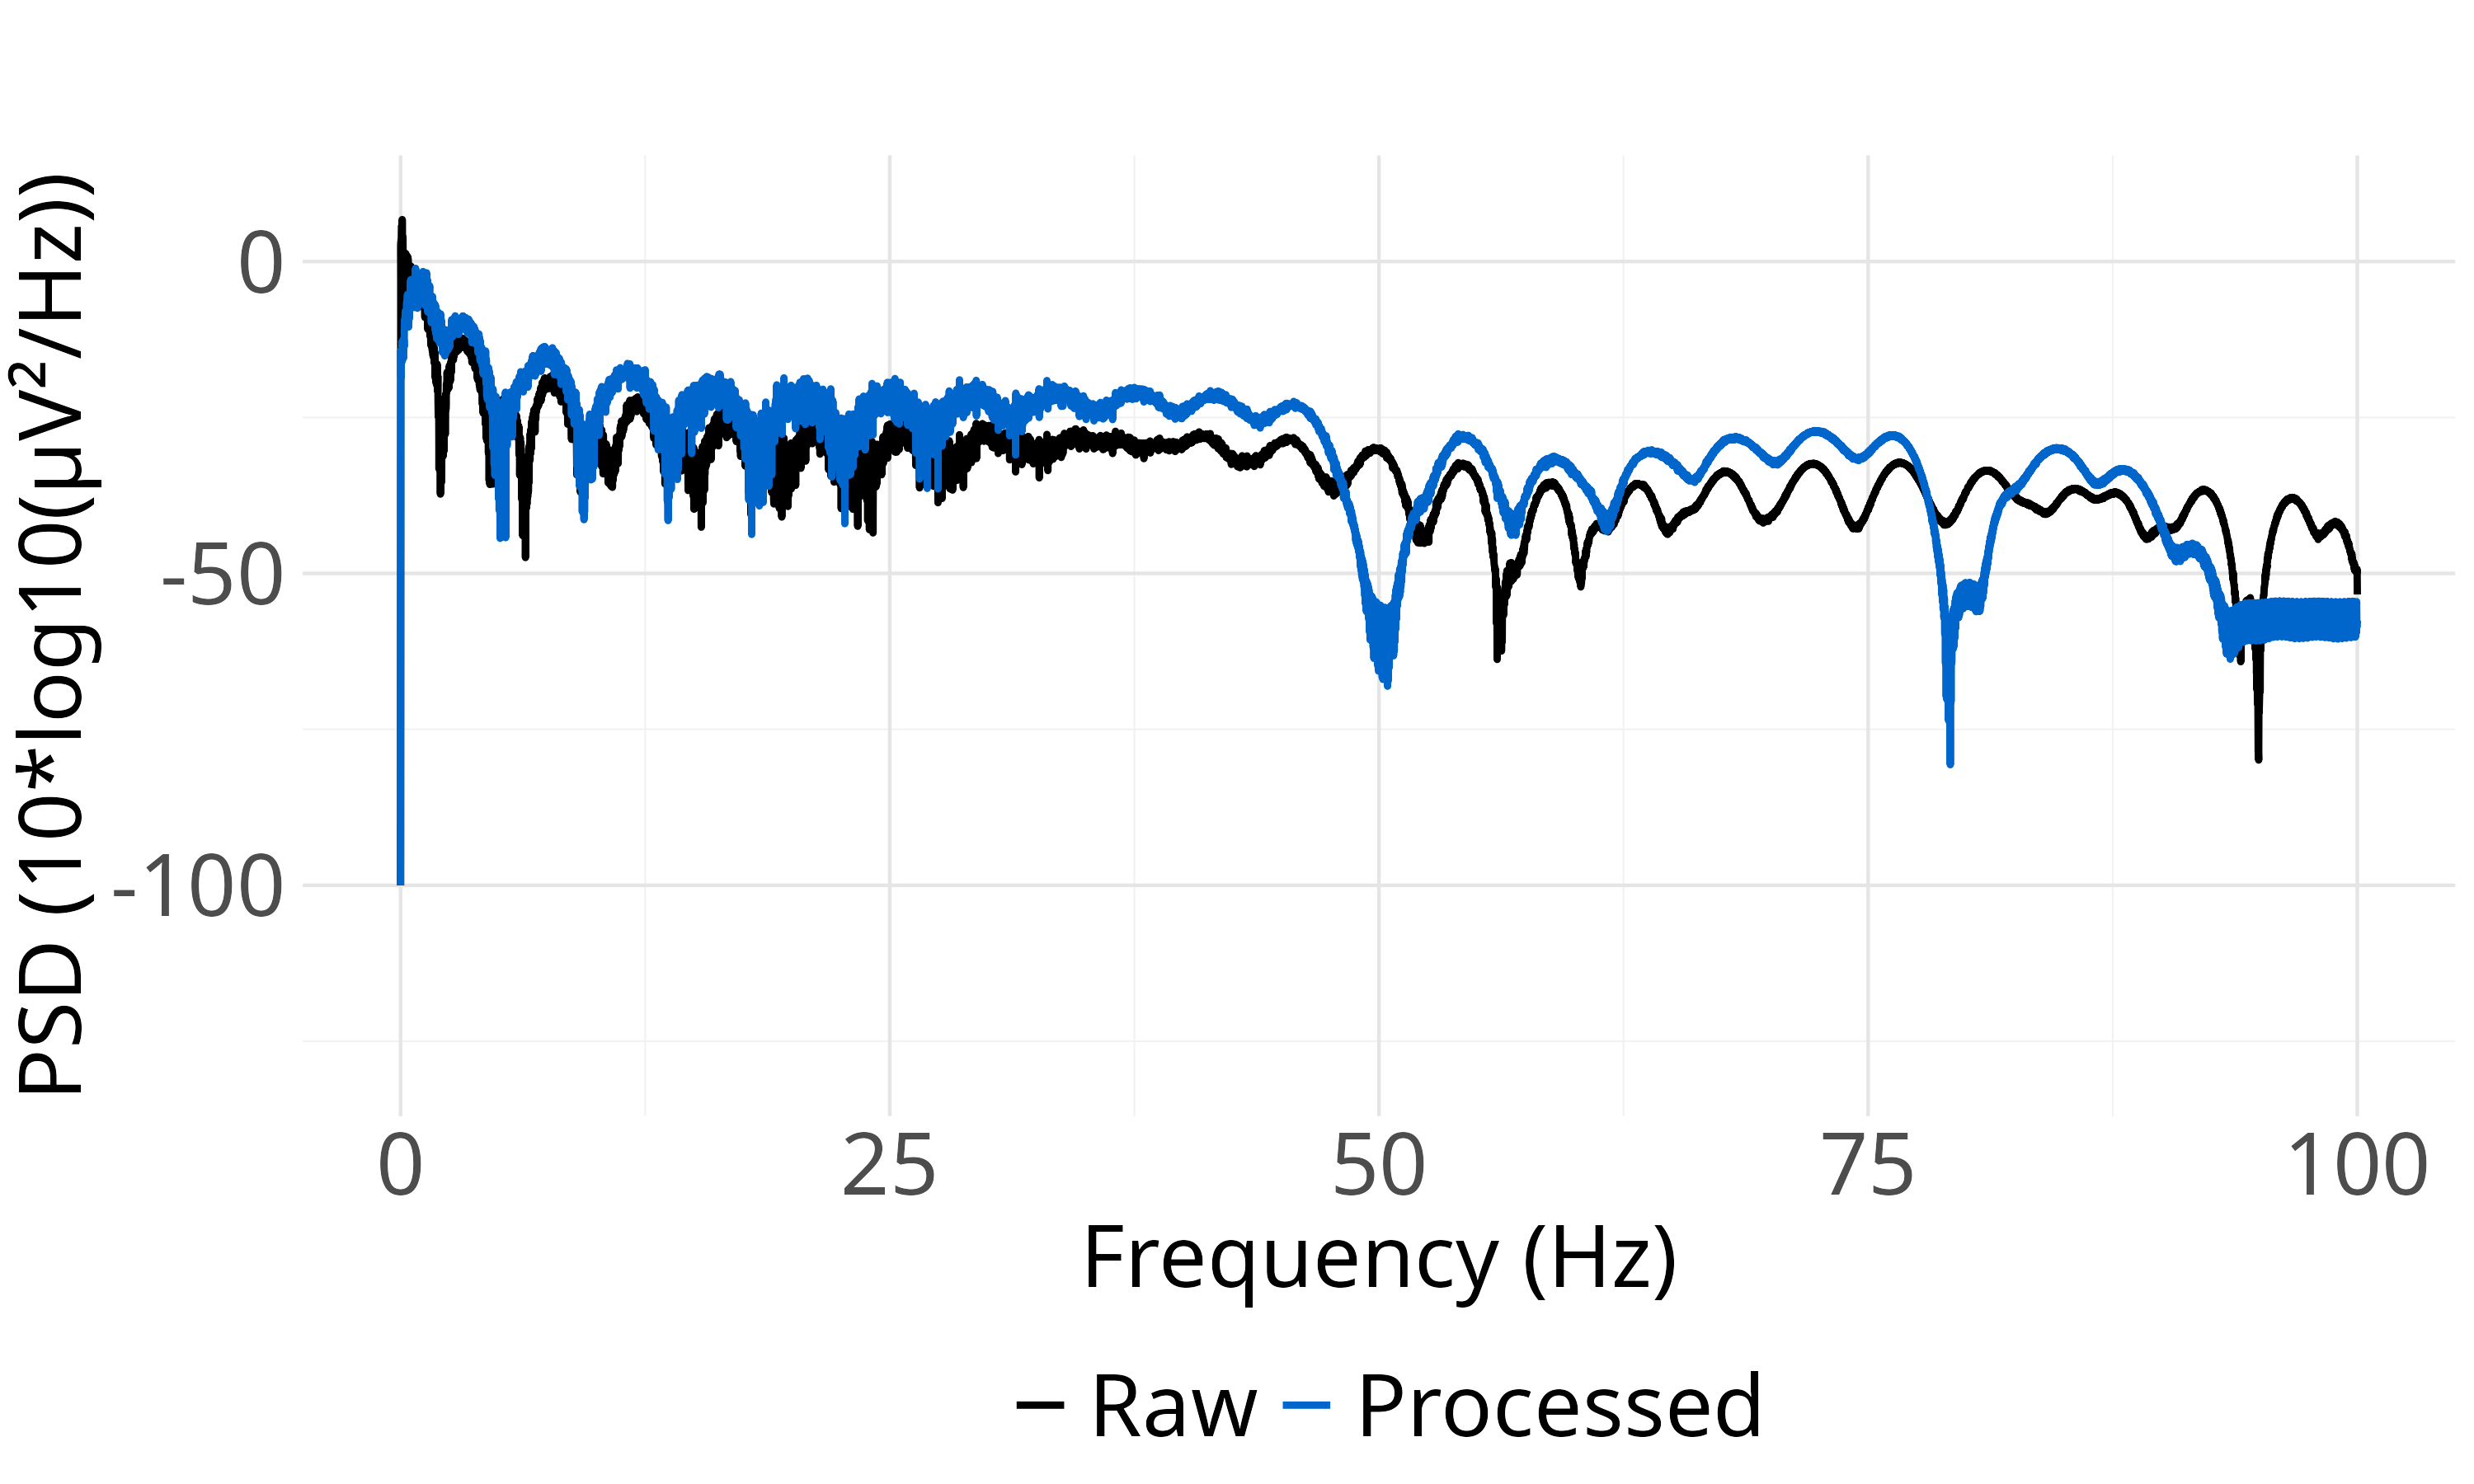 PSD (10*log10(µV²/Hz))
0
-50
-100
0 25 50 75 100
Frequency (Hz)
Raw Processed